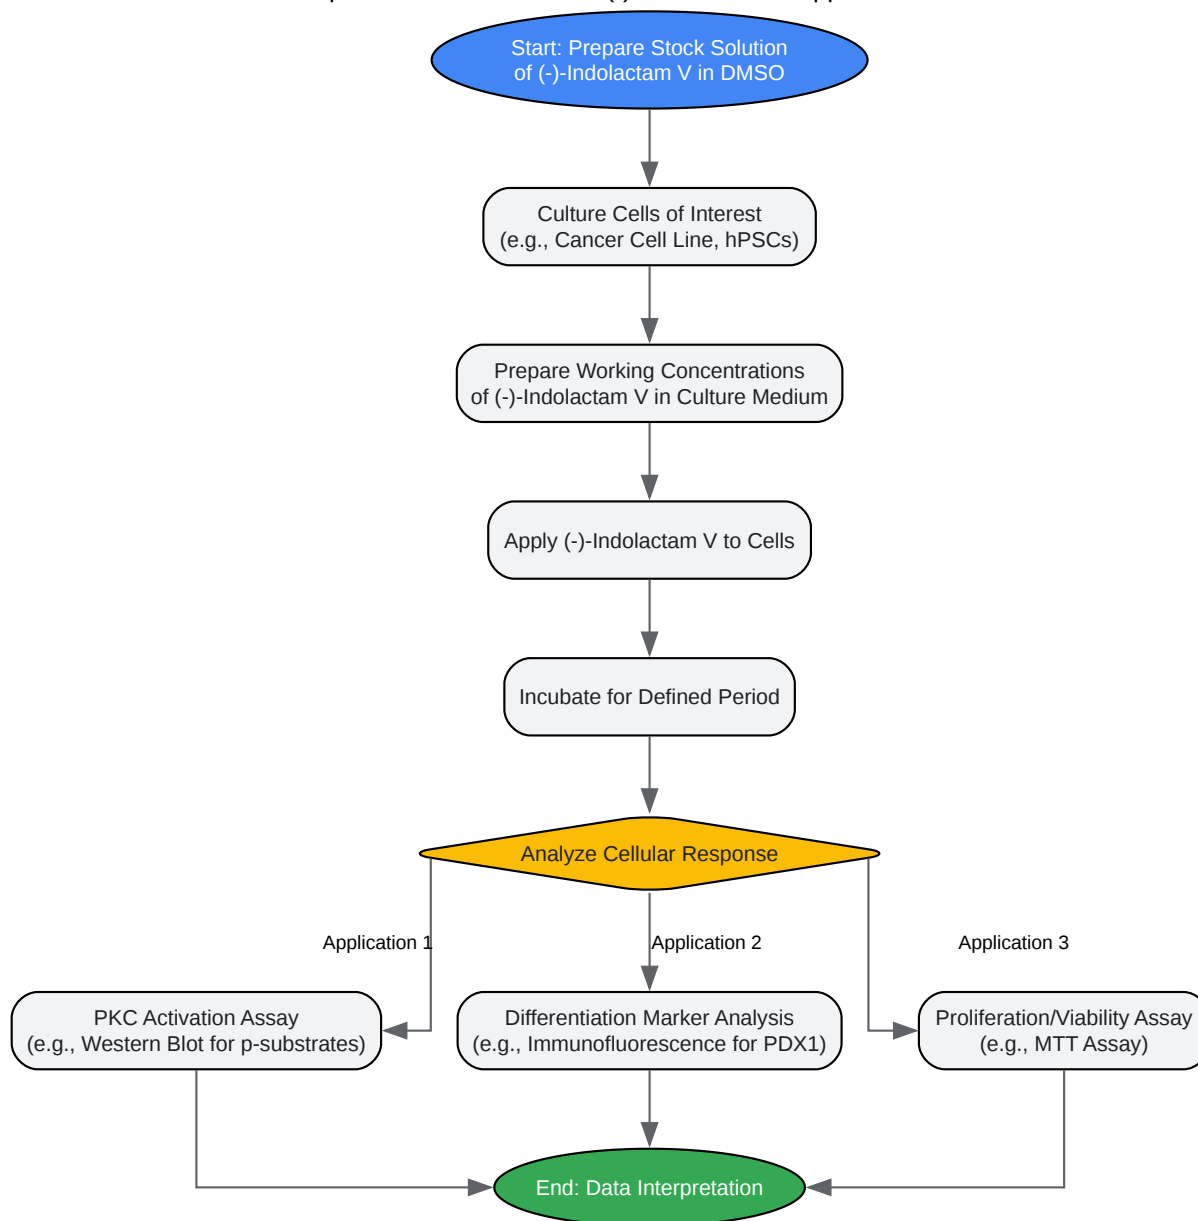 Start: Prepare Stock Solution
of (-)-Indolactam V in DMSO
Culture Cells of Interest
(e.g., Cancer Cell Line, hPSCs)
Prepare Working Concentrations
of (-)-Indolactam V in Culture Medium
Apply (-)-Indolactam V to Cells
Incubate for Defined Period
Analyze Cellular Response
Application 1
Application 2
Application 3
PKC Activation Assay
(e.g., Western Blot for p-substrates)
Differentiation Marker Analysis
(e.g., Immunofluorescence for PDX1)
Proliferation/Viability Assay
(e.g., MTT Assay)
End: Data Interpretation